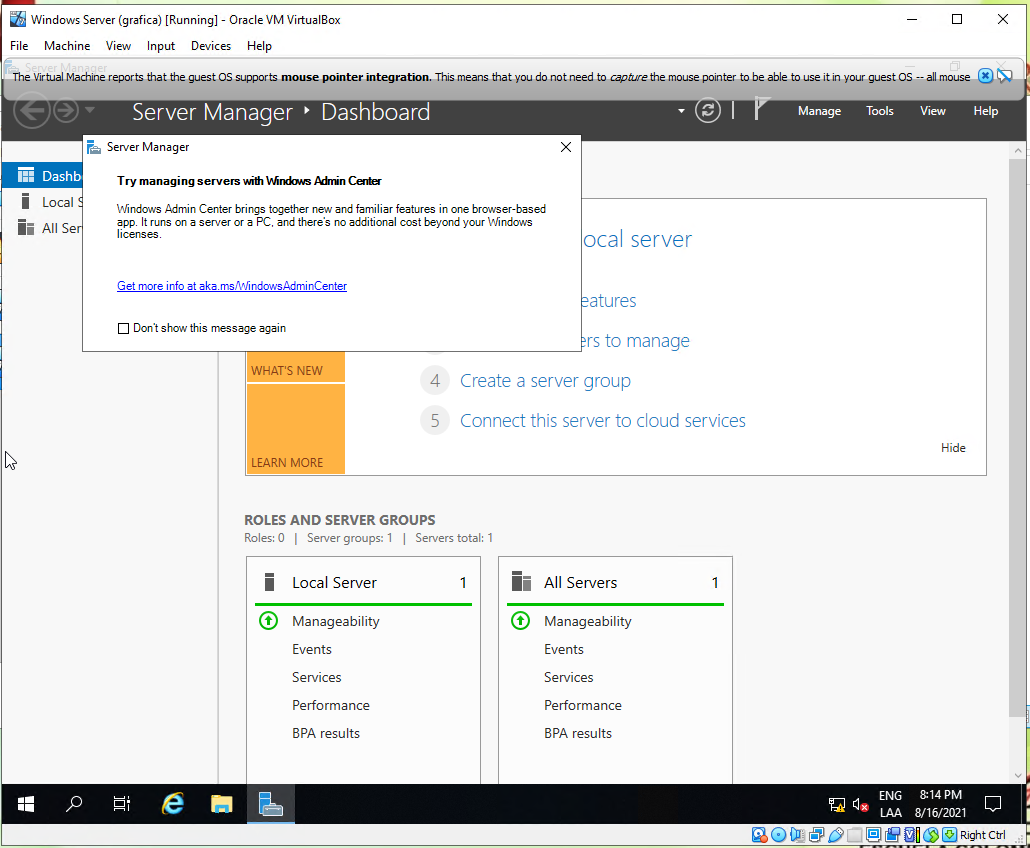 Windows Server (grafica) [Running] - Oracle VM VirtualBox
File Machine View Input Devices Help
Server Manager
The Virtual Machine reports that the guest OS supports mouse pointer integration. This means that you do not need to capture the mouse pointer to be able to use it in your guest OS -- all mouse
Server Manager Dashboard
Manage Tools View Help
Server Manager
Try managing servers with Windows Admin Center
Windows Admin Center brings together new and familiar features in one browser-based
app. It runs on a server or a PC, and there's no additional cost beyond your Windows
licenses.
Get more info at aka.ms/WindowsAdminCenter
Don't show this message again
Dashb
Local S
All Ser
ocal server
eatures
ers to manage
4 Create a server group
5 Connect this server to cloud services
WHAT'S NEW
LEARN MORE
Hide
ROLES AND SERVER GROUPS
Roles: 0 | Server groups: 1 | Servers total: 1
Local Server 1
Manageability
Events
Services
Performance
BPA results
All Servers 1
Manageability
Events
Services
Performance
BPA results
ENG
LAA
8:14 PM
8/16/2021
Right Ctrl